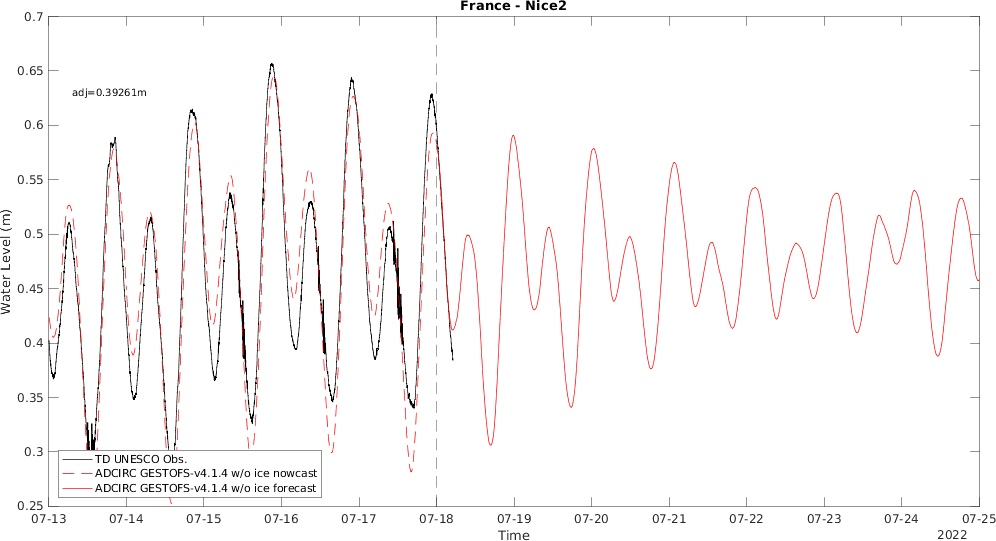 France - Nice2
0.7
0.65
0.6
0.55
0.5
0.45
0.4
0.35
0.3
0.25
Water Level (m)
adj=0.39261m
TD UNESCO Obs.
ADCIRC GESTOFS-v4.1.4 w/o ice nowcast
ADCIRC GESTOFS-v4.1.4 w/o ice forecast
07-13 07-14 07-15 07-16 07-17 07-18 07-19 07-20 07-21 07-22 07-23 07-24 07-25
Time
2022